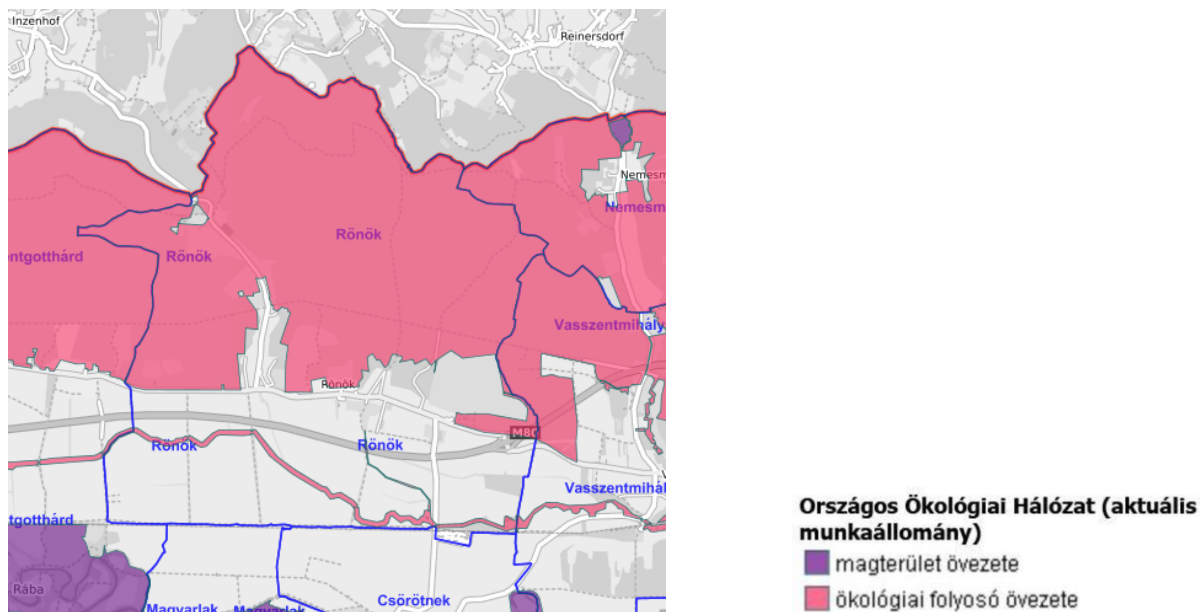 Inzenhof
Reinersdorf
Nemesm
Nemesm
Rönök
entgotthárd
Rönök
Vasszentmihály
Rönök
M80
Rönök
Rönök
Vasszentmihál
V
ntgotthárd
Rába
Csörötnek
Magyarlak
Magyarlak
Országos Ökológiai Hálózat (aktuális
munkaállomány)
magterület övezete
ökológiai folyosó övezete